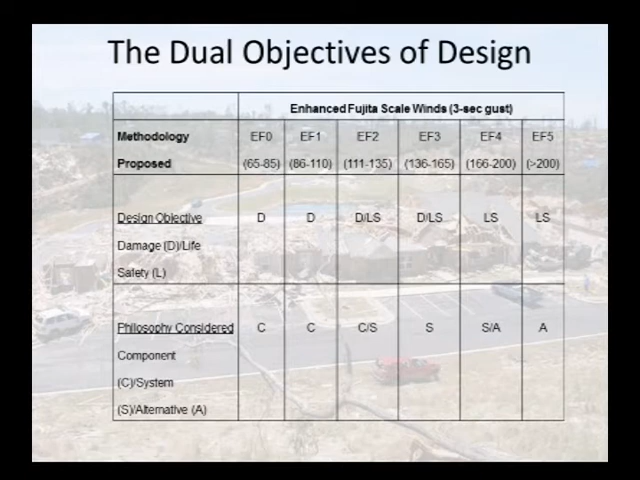 The Dual Objectives of Design
Enhanced Fujita Scale Winds (3-sec gust)
Methodology EF0 EF1 EF2 EF3 EF4 EF5
Proposed (65-85) (86-110) (111-135) (136-165) (166-200) (>200)
Design Objective D D D/LS D/LS LS LS
Damage (D)/Life
Safety (L)
Philosophy Considered C C C/S S S/A A
Component
(C)/System
(S)/Alternative (A)